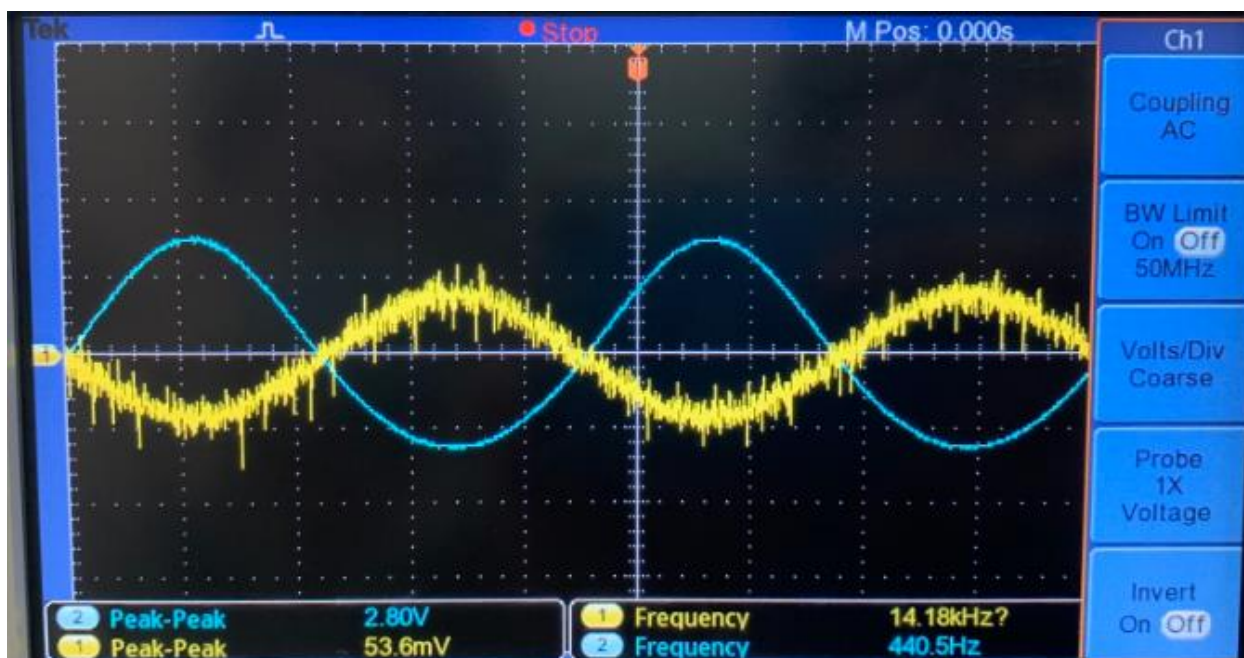 Tek
Stop
M Pos: 0.000s
Ch1
Coupling
AC
BW Limit
On Off
50MHz
Volts/Div
Coarse
Probe
1X
Voltage
Invert
On Off
1
2 Peak-Peak 2.80V
1 Peak-Peak 53.6mV
1 Frequency 14.18kHz?
2 Frequency 440.5Hz